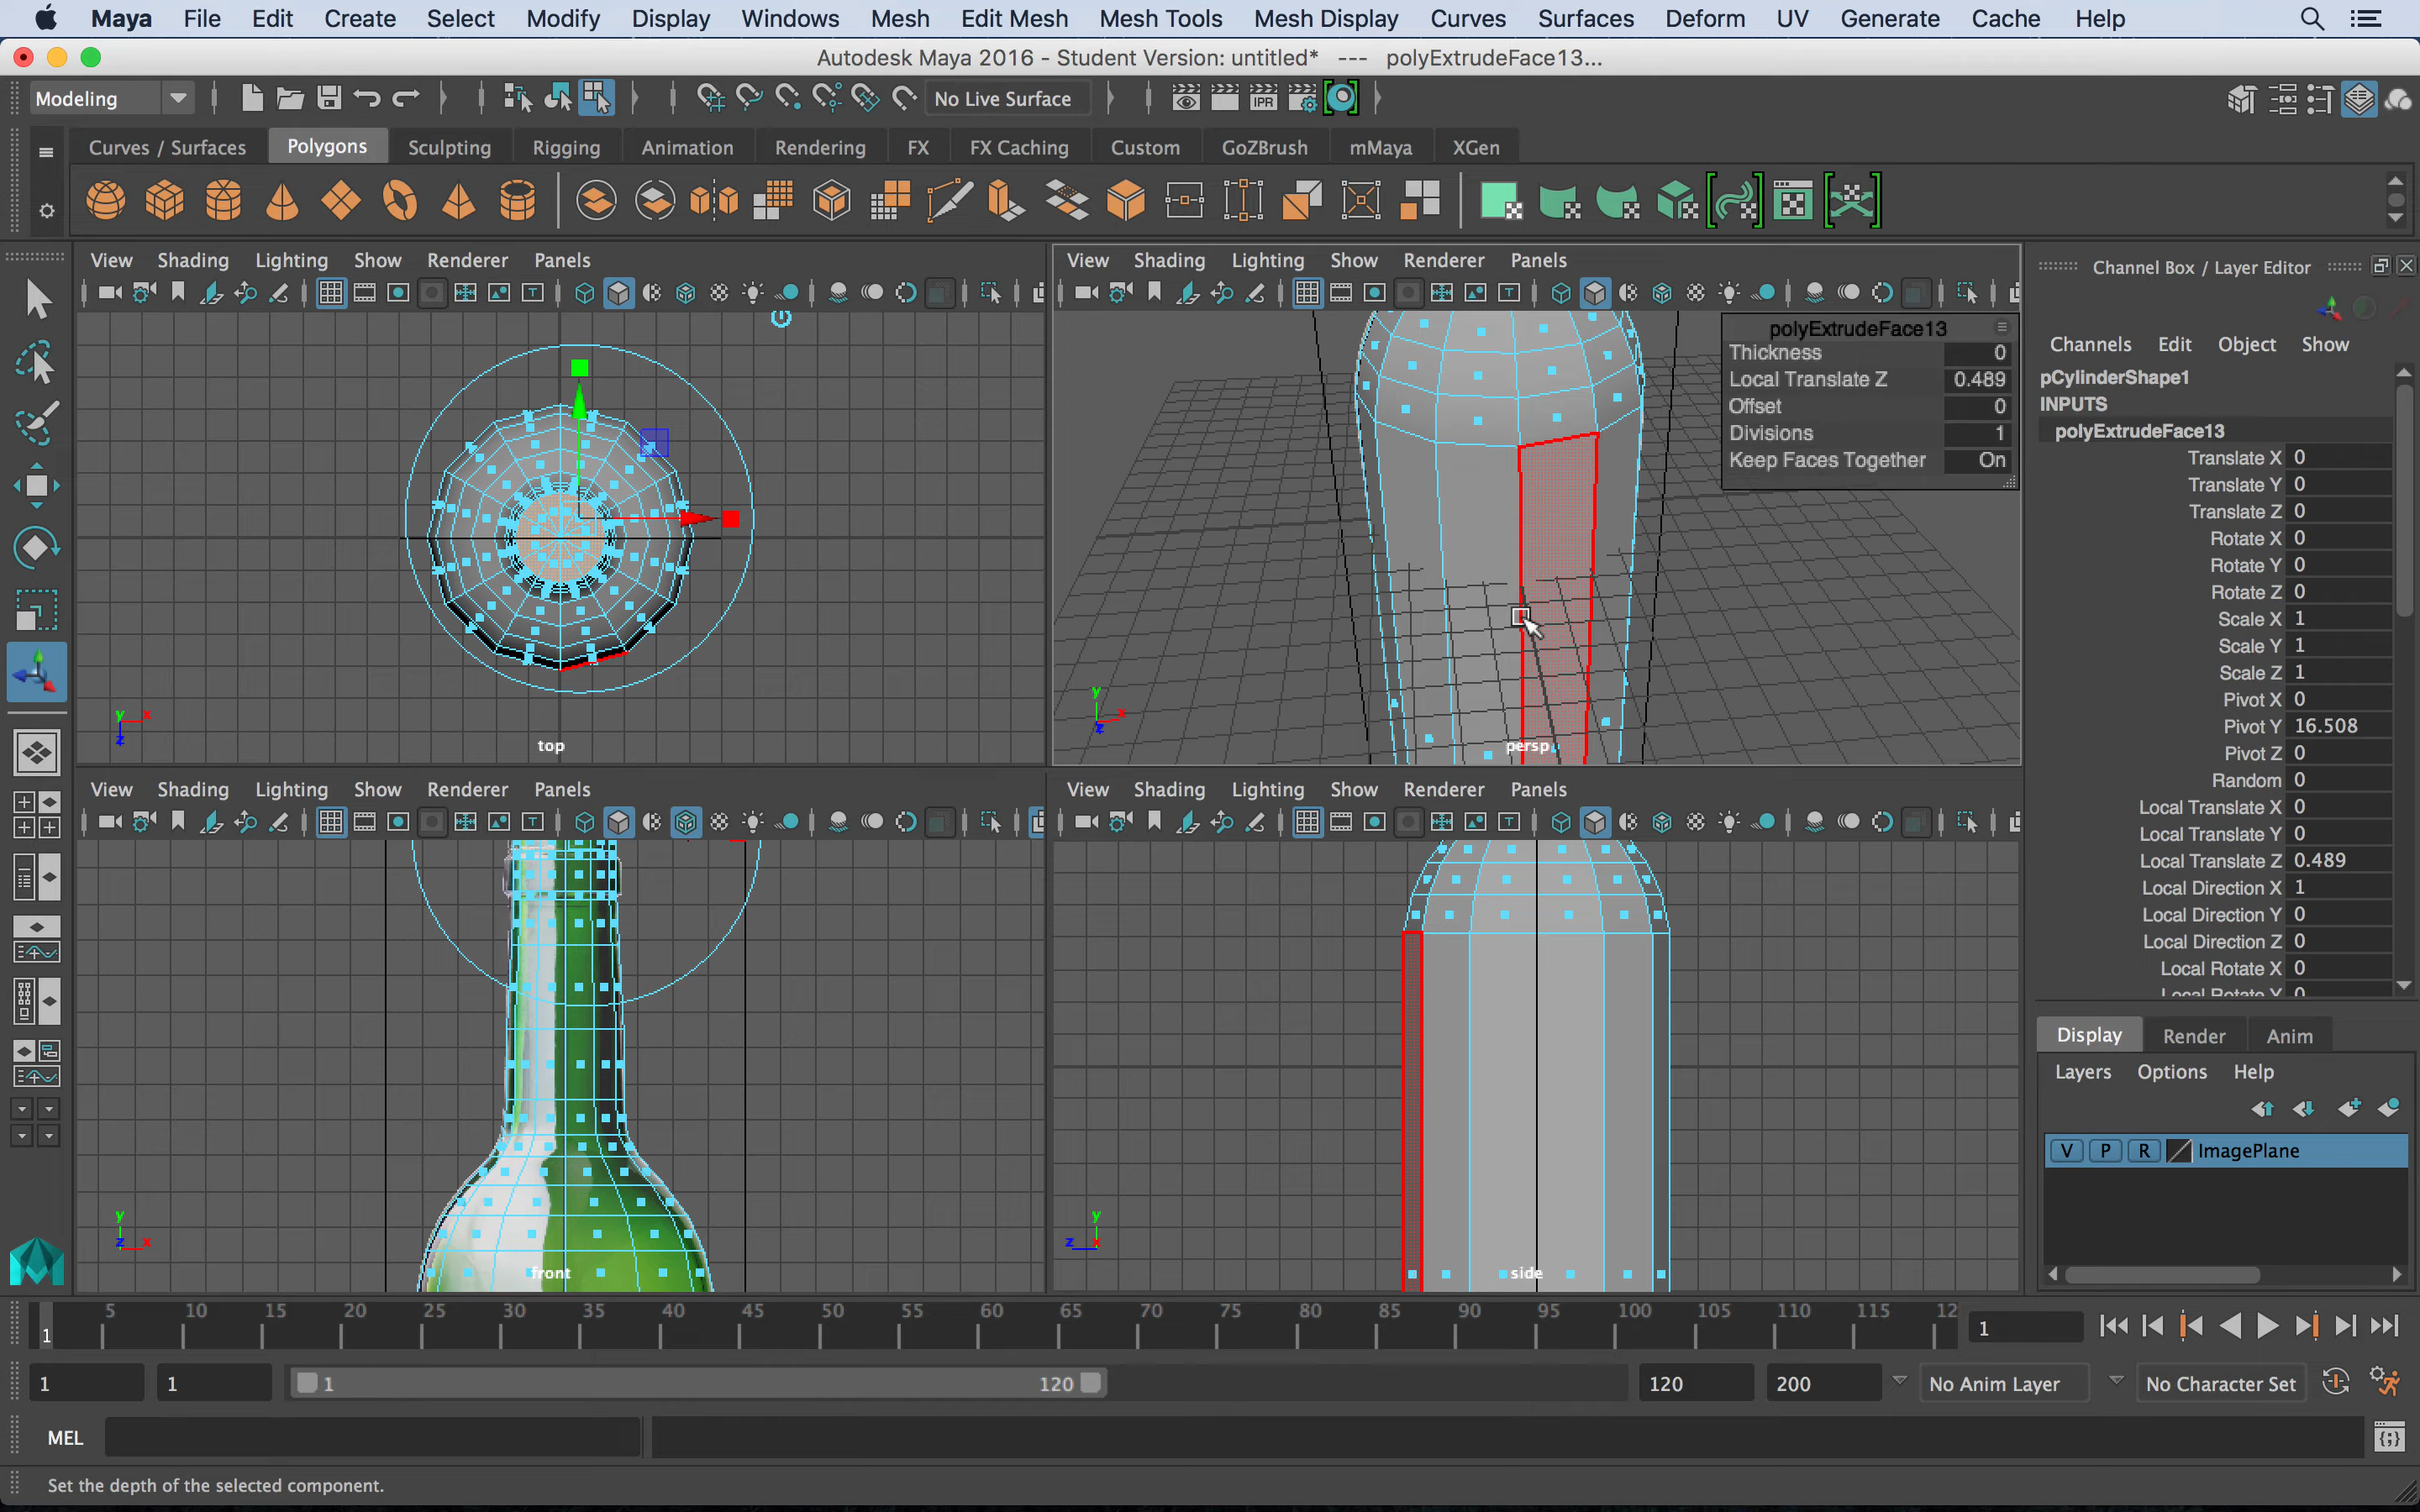 Maya File Edit Create Select Modify Display Windows Mesh Edit Mesh Mesh Tools Mesh Display Curves Surfaces Deform UV Generate Cache Help
Autodesk Maya 2016 - Student Version: untitled* --- polyExtrudeFace13...
Modeling No Live Surface IPR
Curves / Surfaces Polygons Sculpting Rigging Animation Rendering FX FX Caching Custom GoZBrush mMaya XGen
View Shading Lighting Show Renderer Panels
View Shading Lighting Show Renderer Panels
Channel Box / Layer Editor
polyExtrudeFace13
Thickness 0
Local Translate Z 0.489
Offset 0
Divisions 1
Keep Faces Together On
y x z
top
y x z
persp
Channels Edit Object Show
pCylinderShape1
INPUTS
polyExtrudeFace13
Translate X 0
Translate Y 0
Translate Z 0
Rotate X 0
Rotate Y 0
Rotate Z 0
Scale X 1
Scale Y 1
Scale Z 1
Pivot X 0
Pivot Y 16.508
Pivot Z 0
Random 0
Local Translate X 0
Local Translate Y 0
Local Translate Z 0.489
Local Direction X 1
Local Direction Y 0
Local Direction Z 0
Local Rotate X 0
Local Rotate Y 0
View Shading Lighting Show Renderer Panels
View Shading Lighting Show Renderer Panels
y z x
front
y z x
side
Display Render Anim
Layers Options Help
V P R ImagePlane
1 5 10 15 20 25 30 35 40 45 50 55 60 65 70 75 80 85 90 95 100 105 110 115 12
1
1 1 1 120 120 200 No Anim Layer No Character Set
MEL
Set the depth of the selected component.